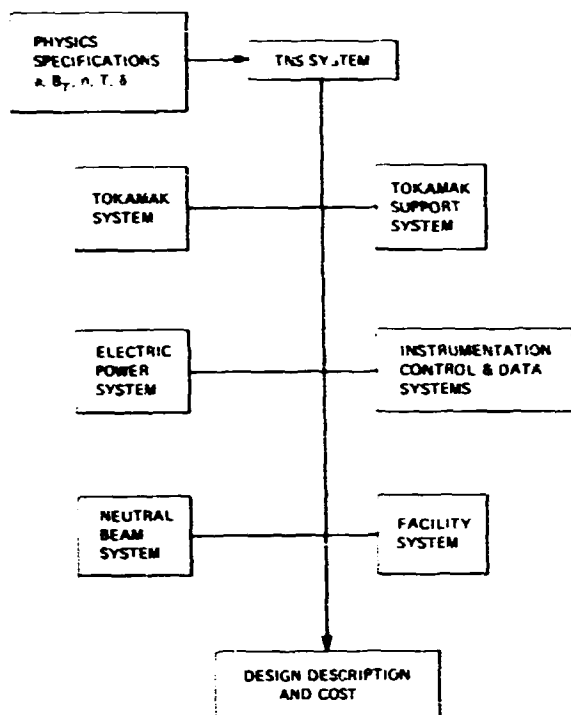 PHYSICS
SPECIFICATIONS
a, B_T, n, T, δ
TNS SYSTEM
TOKAMAK
SYSTEM
TOKAMAK
SUPPORT
SYSTEM
ELECTRIC
POWER
SYSTEM
INSTRUMENTATION
CONTROL & DATA
SYSTEMS
NEUTRAL
BEAM
SYSTEM
FACILITY
SYSTEM
DESIGN DESCRIPTION
AND COST